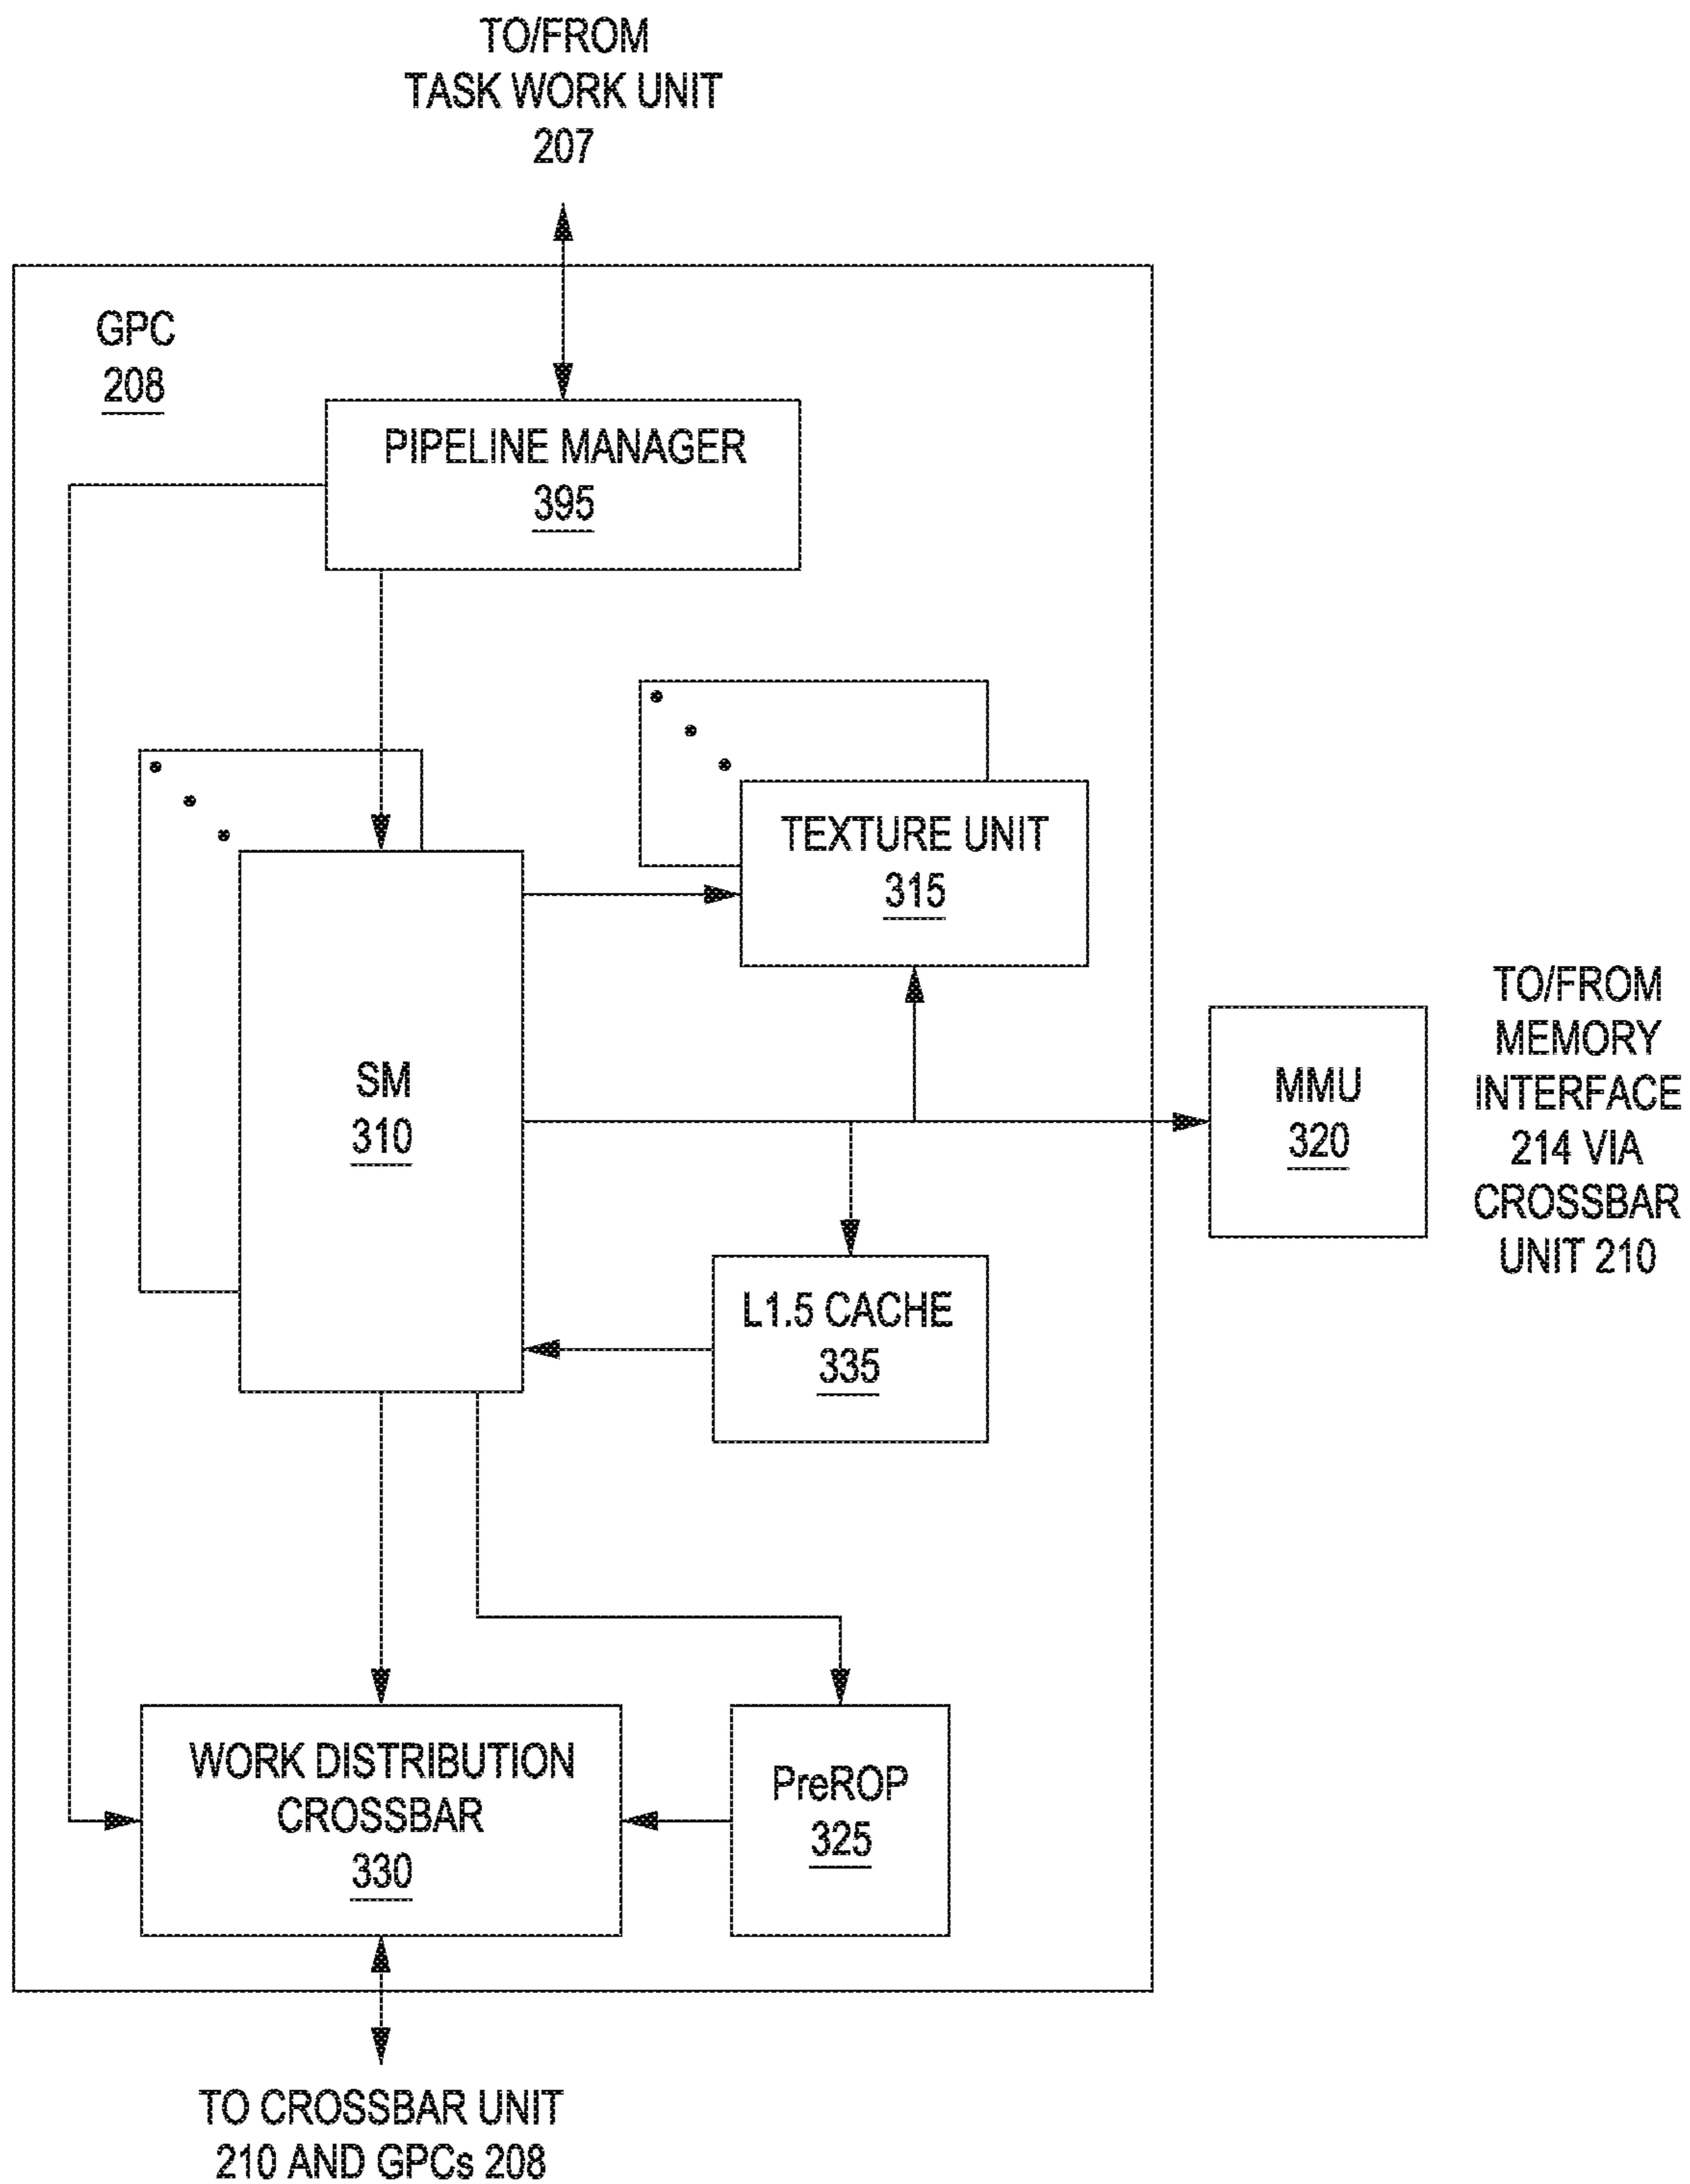 TO/FROM
TASK WORK UNIT
207
GPC
208
PIPELINE MANAGER
395
TEXTURE UNIT
315
SM
310
MMU
320
TO/FROM
MEMORY
INTERFACE
214 VIA
CROSSBAR
UNIT 210
L1.5 CACHE
335
WORK DISTRIBUTION
CROSSBAR
330
PreROP
325
TO CROSSBAR UNIT
210 AND GPCs 208